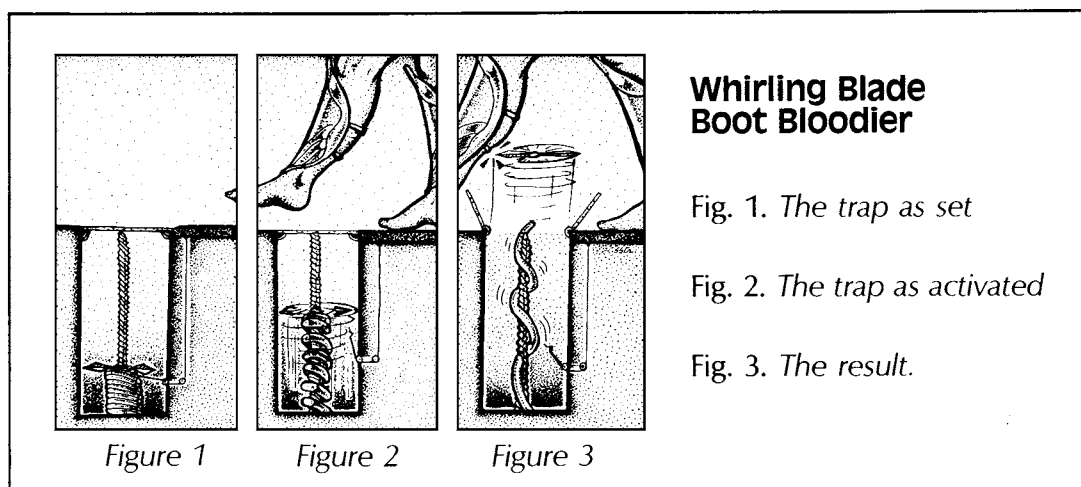 Whirling Blade
Boot Bloodier
Fig. 1. The trap as set
Fig. 2. The trap as activated
Fig. 3. The result.
Figure 1
Figure 2
Figure 3